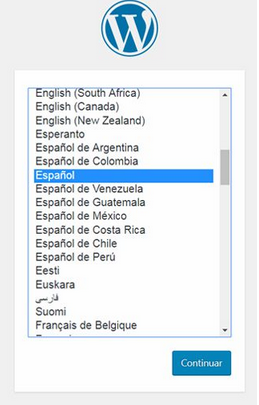 English (South Africa)
English (Canada)
English (New Zealand)
Esperanto
Español de Argentina
Español de Colombia
Español
Español de Venezuela
Español de Guatemala
Español de México
Español de Costa Rica
Español de Chile
Español de Perú
Eesti
Euskara
فارسی
Suomi
Français de Belgique
Continuar